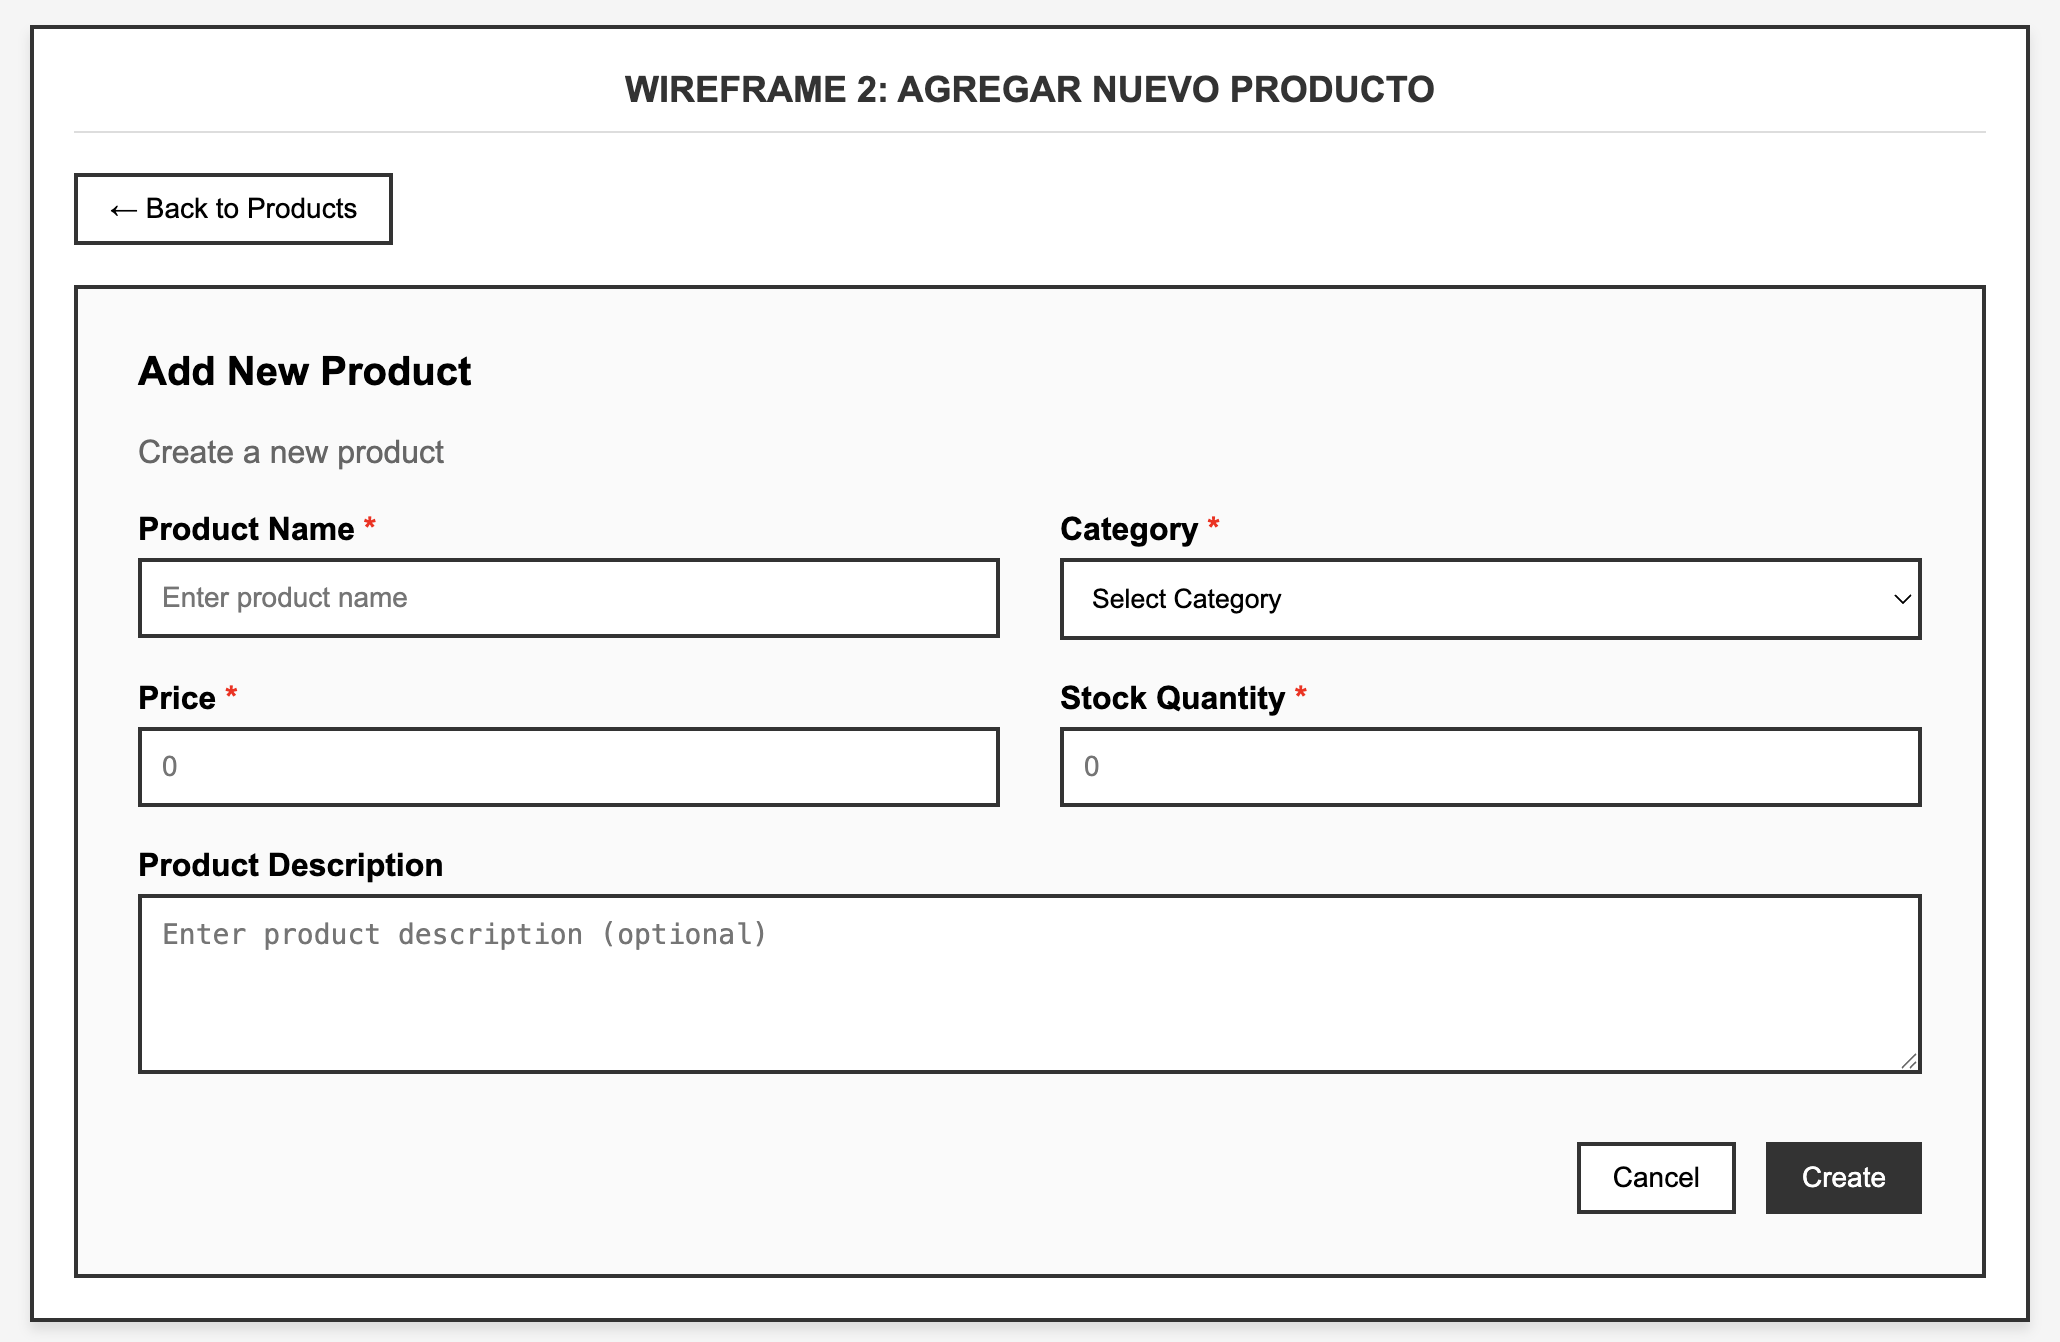 WIREFRAME 2: AGREGAR NUEVO PRODUCTO
← Back to Products
Add New Product
Create a new product
Product Name *
Category *
Enter product name
Select Category
Price *
Stock Quantity *
0
0
Product Description
Enter product description (optional)
Cancel
Create